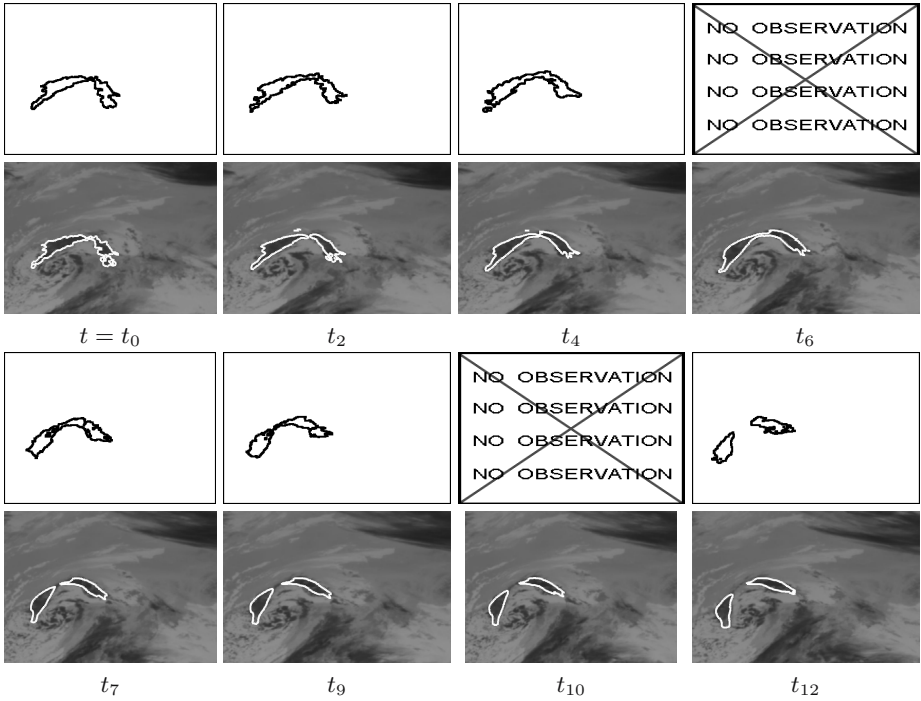 NO OBSERVATION
NO OBSERVATION
NO OBSERVATION
NO OBSERVATION
t = t₀
t₂
t₄
t₆
NO OBSERVATION
NO OBSERVATION
NO OBSERVATION
NO OBSERVATION
t₇
t₉
t₁₀
t₁₂